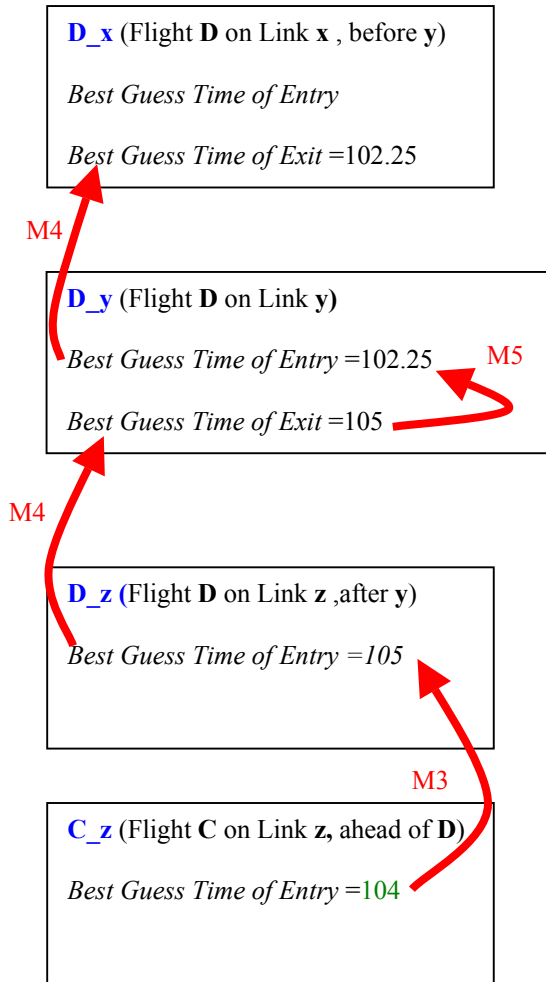 D_x (Flight D on Link x , before y)
Best Guess Time of Entry
Best Guess Time of Exit =102.25
M4
D_y (Flight D on Link y)
Best Guess Time of Entry =102.25
M5
Best Guess Time of Exit =105
M4
D_z (Flight D on Link z ,after y)
Best Guess Time of Entry =105
M3
C_z (Flight C on Link z, ahead of D)
Best Guess Time of Entry =104